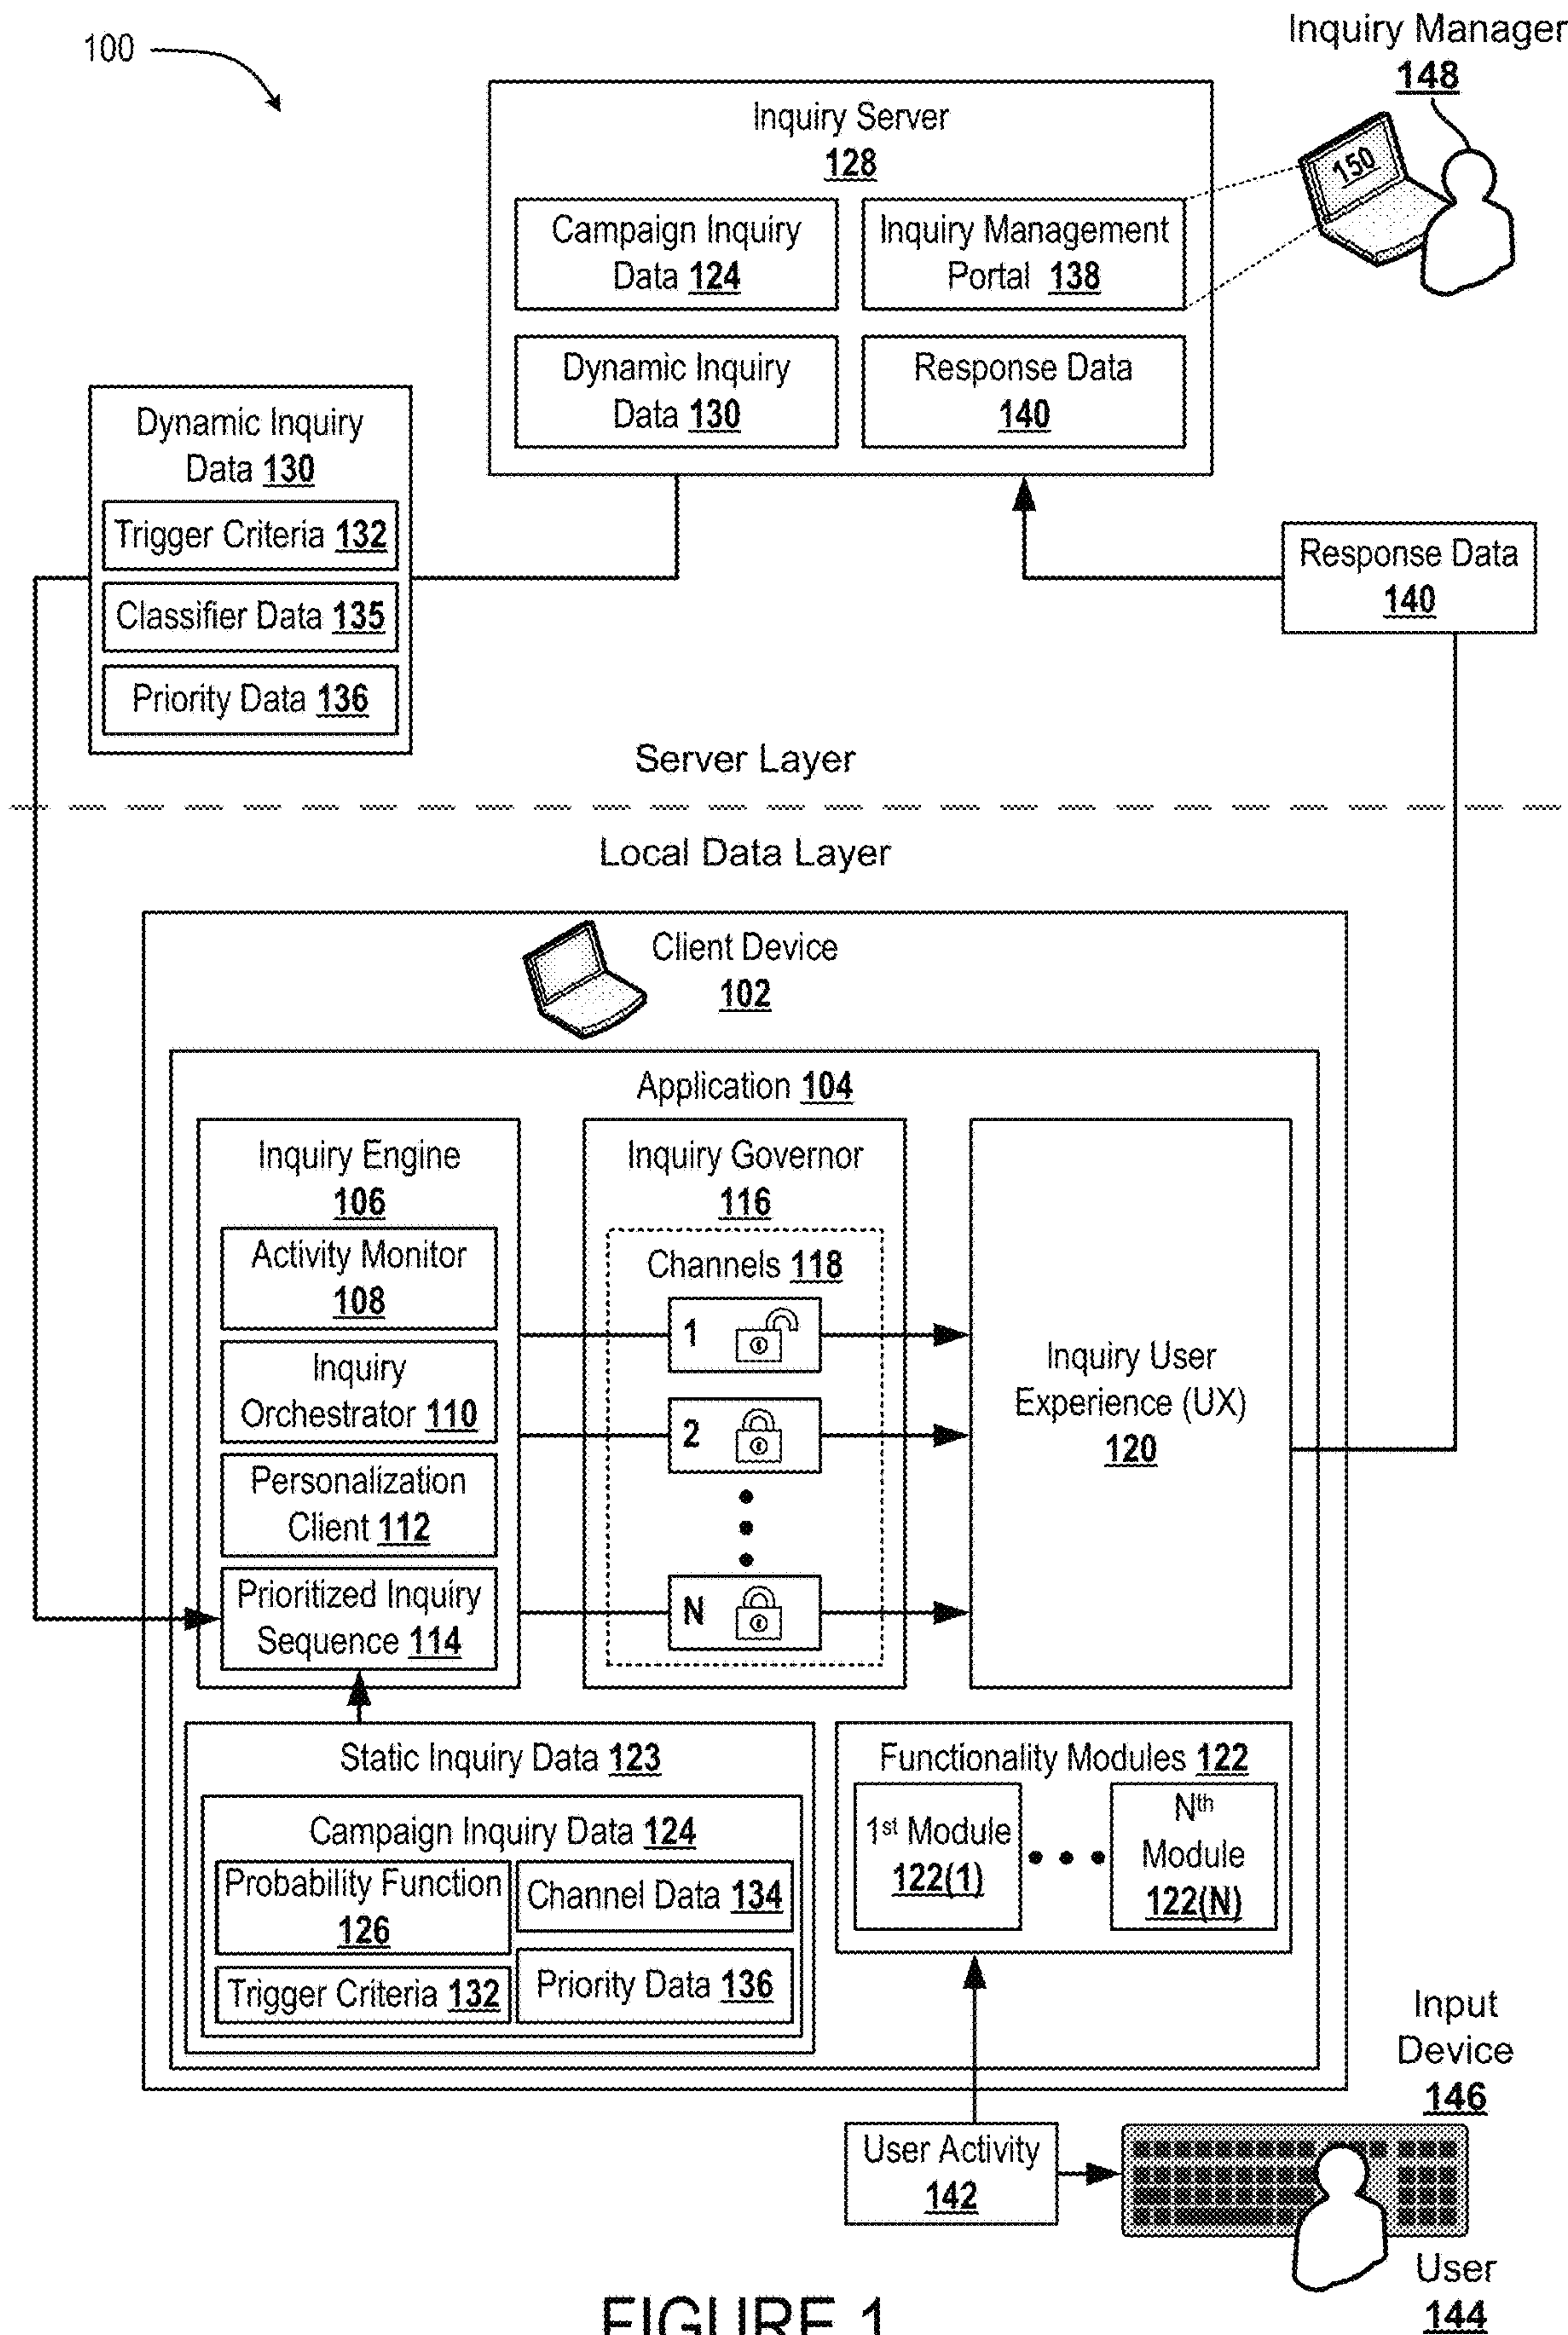 100
Inquiry Manager
148
150
Inquiry Server
128
Campaign Inquiry
Data 124
Inquiry Management
Portal 138
Dynamic Inquiry
Data 130
Response Data
140
Dynamic Inquiry
Data 130
Trigger Criteria 132
Classifier Data 135
Priority Data 136
Response Data
140
Server Layer
Local Data Layer
Client Device
102
Application 104
Inquiry Engine
106
Activity Monitor
108
Inquiry
Orchestrator 110
Personalization
Client 112
Prioritized Inquiry
Sequence 114
Inquiry Governor
116
Channels 118
1
2
N
Inquiry User
Experience (UX)
120
Static Inquiry Data 123
Campaign Inquiry Data 124
Probability Function
126
Channel Data 134
Trigger Criteria 132
Priority Data 136
Functionality Modules 122
1st Module
122(1)
Nth
Module
122(N)
Input
Device
146
User Activity
142
User
144
FIGURE 1